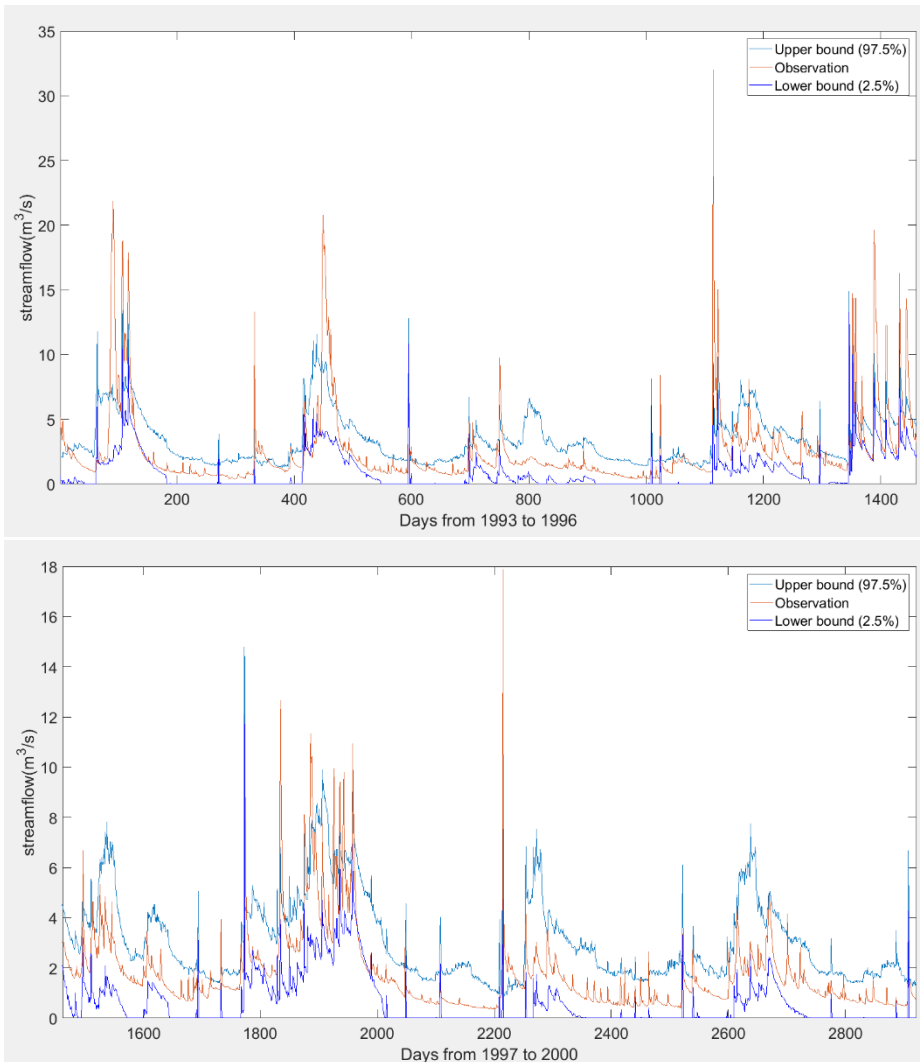 35
30
25
20
15
10
5
0
streamflow(m³/s)
Upper bound (97.5%)
Observation
Lower bound (2.5%)
200 400 600 800 1000 1200 1400
Days from 1993 to 1996
18
16
14
12
10
8
6
4
2
0
streamflow(m³/s)
Upper bound (97.5%)
Observation
Lower bound (2.5%)
1600 1800 2000 2200 2400 2600 2800
Days from 1997 to 2000